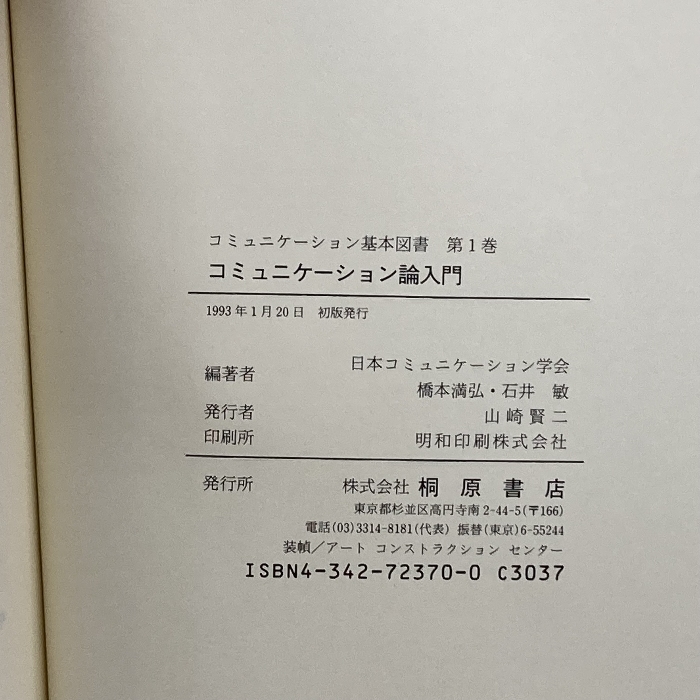 コミュニケーション基本図書　第1巻
コミュニケーション論入門
1993年1月20日　初版発行
編著者　日本コミュニケーション学会
橋本満弘・石井　敏
発行者　山崎賢二
印刷所　明和印刷株式会社
発行所　株式会社 桐原書店
東京都杉並区高円寺南2-44-5(〒166)
電話(03)3314-8181(代表) 振替(東京)6-55244
装幀／アート コンストラクション センター
ISBN4-342-72370-0 C3037